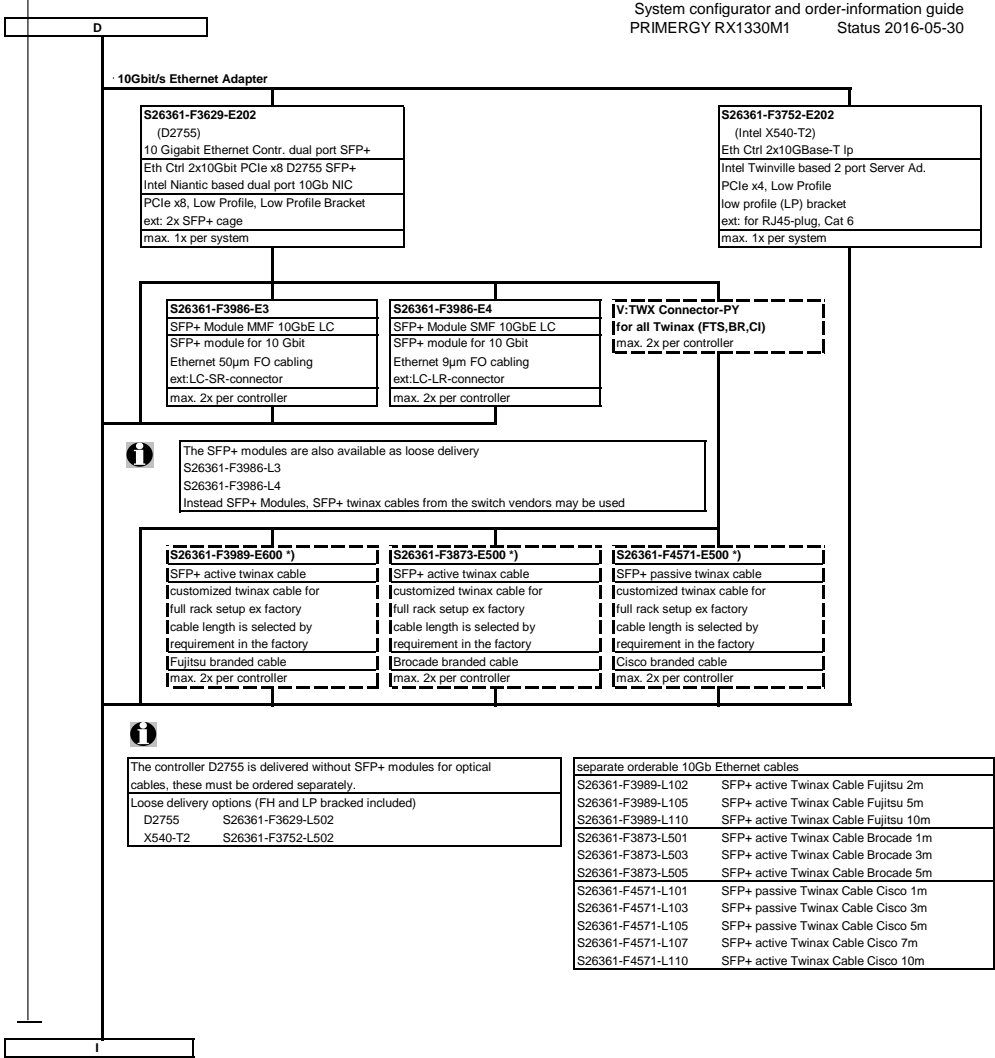 System configurator and order-information guide
PRIMERGY RX1330M1 Status 2016-05-30
D
10Gbit/s Ethernet Adapter
S26361-F3629-E202
(D2755)
10 Gigabit Ethernet Contr. dual port SFP+
Eth Ctrl 2x10Gbit PCIe x8 D2755 SFP+
Intel Niantic based dual port 10Gb NIC
PCIe x8, Low Profile, Low Profile Bracket
ext: 2x SFP+ cage
max. 1x per system
S26361-F3752-E202
(Intel X540-T2)
Eth Ctrl 2x10GBase-T lp
Intel Twinville based 2 port Server Ad.
PCIe x4, Low Profile
low profile (LP) bracket
ext: for RJ45-plug, Cat 6
max. 1x per system
S26361-F3986-E3
SFP+ Module MMF 10GbE LC
SFP+ module for 10 Gbit
Ethernet 50µm FO cabling
ext:LC-SR-connector
max. 2x per controller
S26361-F3986-E4
SFP+ Module SMF 10GbE LC
SFP+ module for 10 Gbit
Ethernet 9µm FO cabling
ext:LC-LR-connector
max. 2x per controller
V:TWX Connector-PY
for all Twinax (FTS,BR,CI)
max. 2x per controller
The SFP+ modules are also available as loose delivery
S26361-F3986-L3
S26361-F3986-L4
Instead SFP+ Modules, SFP+ twinax cables from the switch vendors may be used
S26361-F3989-E600 *)
SFP+ active twinax cable
customized twinax cable for
full rack setup ex factory
cable length is selected by
requirement in the factory
Fujitsu branded cable
max. 2x per controller
S26361-F3873-E500 *)
SFP+ active twinax cable
customized twinax cable for
full rack setup ex factory
cable length is selected by
requirement in the factory
Brocade branded cable
max. 2x per controller
S26361-F4571-E500 *)
SFP+ passive twinax cable
customized twinax cable for
full rack setup ex factory
cable length is selected by
requirement in the factory
Cisco branded cable
max. 2x per controller
The controller D2755 is delivered without SFP+ modules for optical
cables, these must be ordered separately.
Loose delivery options (FH and LP bracked included)
D2755 S26361-F3629-L502
X540-T2 S26361-F3752-L502
separate orderable 10Gb Ethernet cables
S26361-F3989-L102 SFP+ active Twinax Cable Fujitsu 2m
S26361-F3989-L105 SFP+ active Twinax Cable Fujitsu 5m
S26361-F3989-L110 SFP+ active Twinax Cable Fujitsu 10m
S26361-F3873-L501 SFP+ active Twinax Cable Brocade 1m
S26361-F3873-L503 SFP+ active Twinax Cable Brocade 3m
S26361-F3873-L505 SFP+ active Twinax Cable Brocade 5m
S26361-F4571-L101 SFP+ passive Twinax Cable Cisco 1m
S26361-F4571-L103 SFP+ passive Twinax Cable Cisco 3m
S26361-F4571-L105 SFP+ passive Twinax Cable Cisco 5m
S26361-F4571-L107 SFP+ active Twinax Cable Cisco 7m
S26361-F4571-L110 SFP+ active Twinax Cable Cisco 10m
I